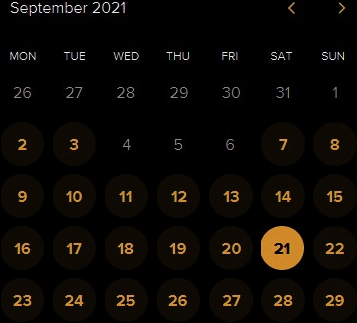 September 2021
MON TUE WED THU FRI SAT SUN
26 27 28 29 30 31 1
2 3 4 5 6 7 8
9 10 11 12 13 14 15
16 17 18 19 20 21 22
23 24 25 26 27 28 29